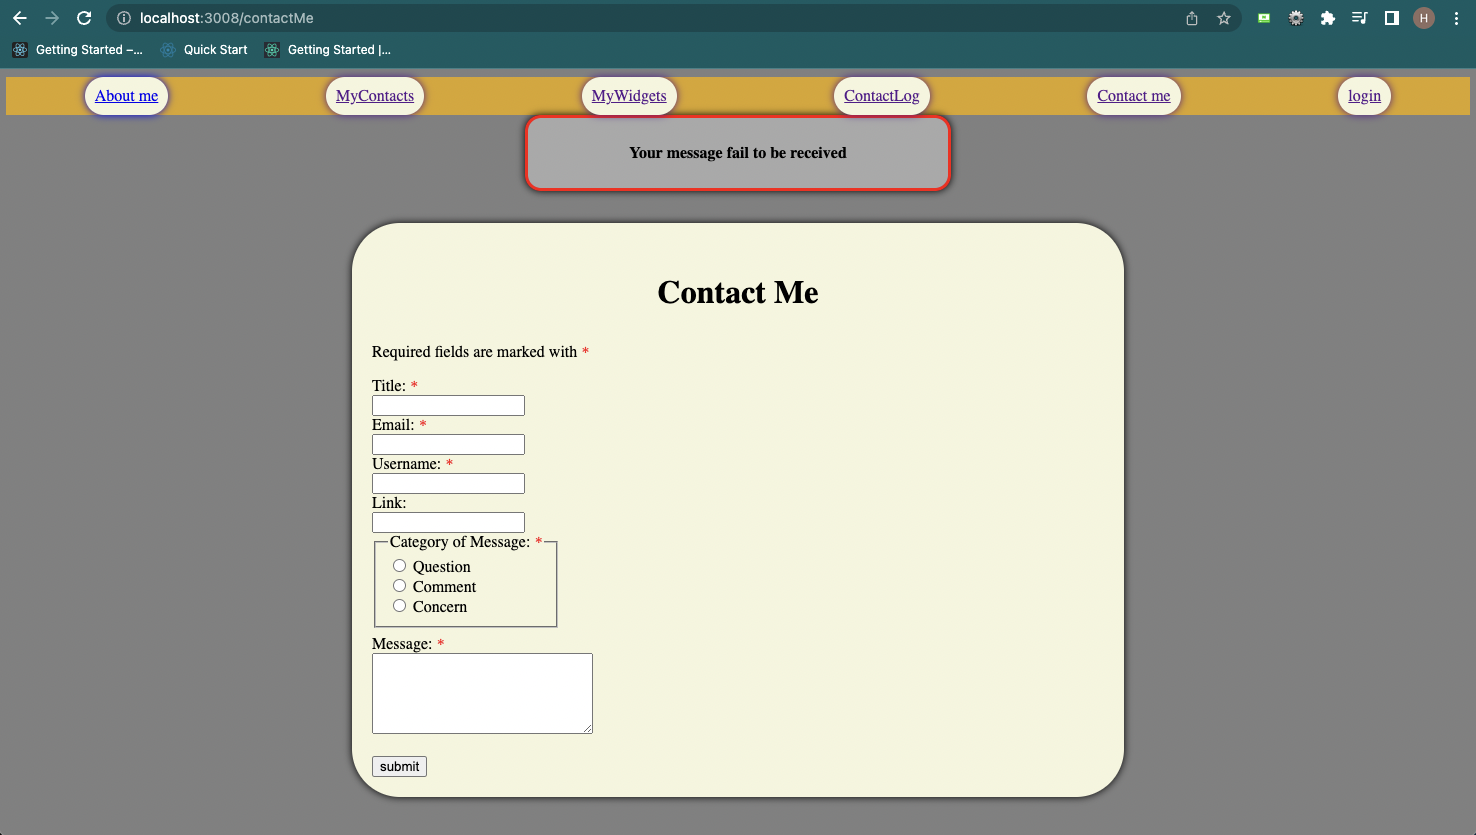 localhost:3008/contactMe
H
Getting Started –...
Quick Start
Getting Started |...
About me
MyContacts
MyWidgets
ContactLog
Contact me
login
Your message fail to be received
Contact Me
Required fields are marked with *
Title: *
Email: *
Username: *
Link:
Category of Message: *
Question
Comment
Concern
Message: *
submit